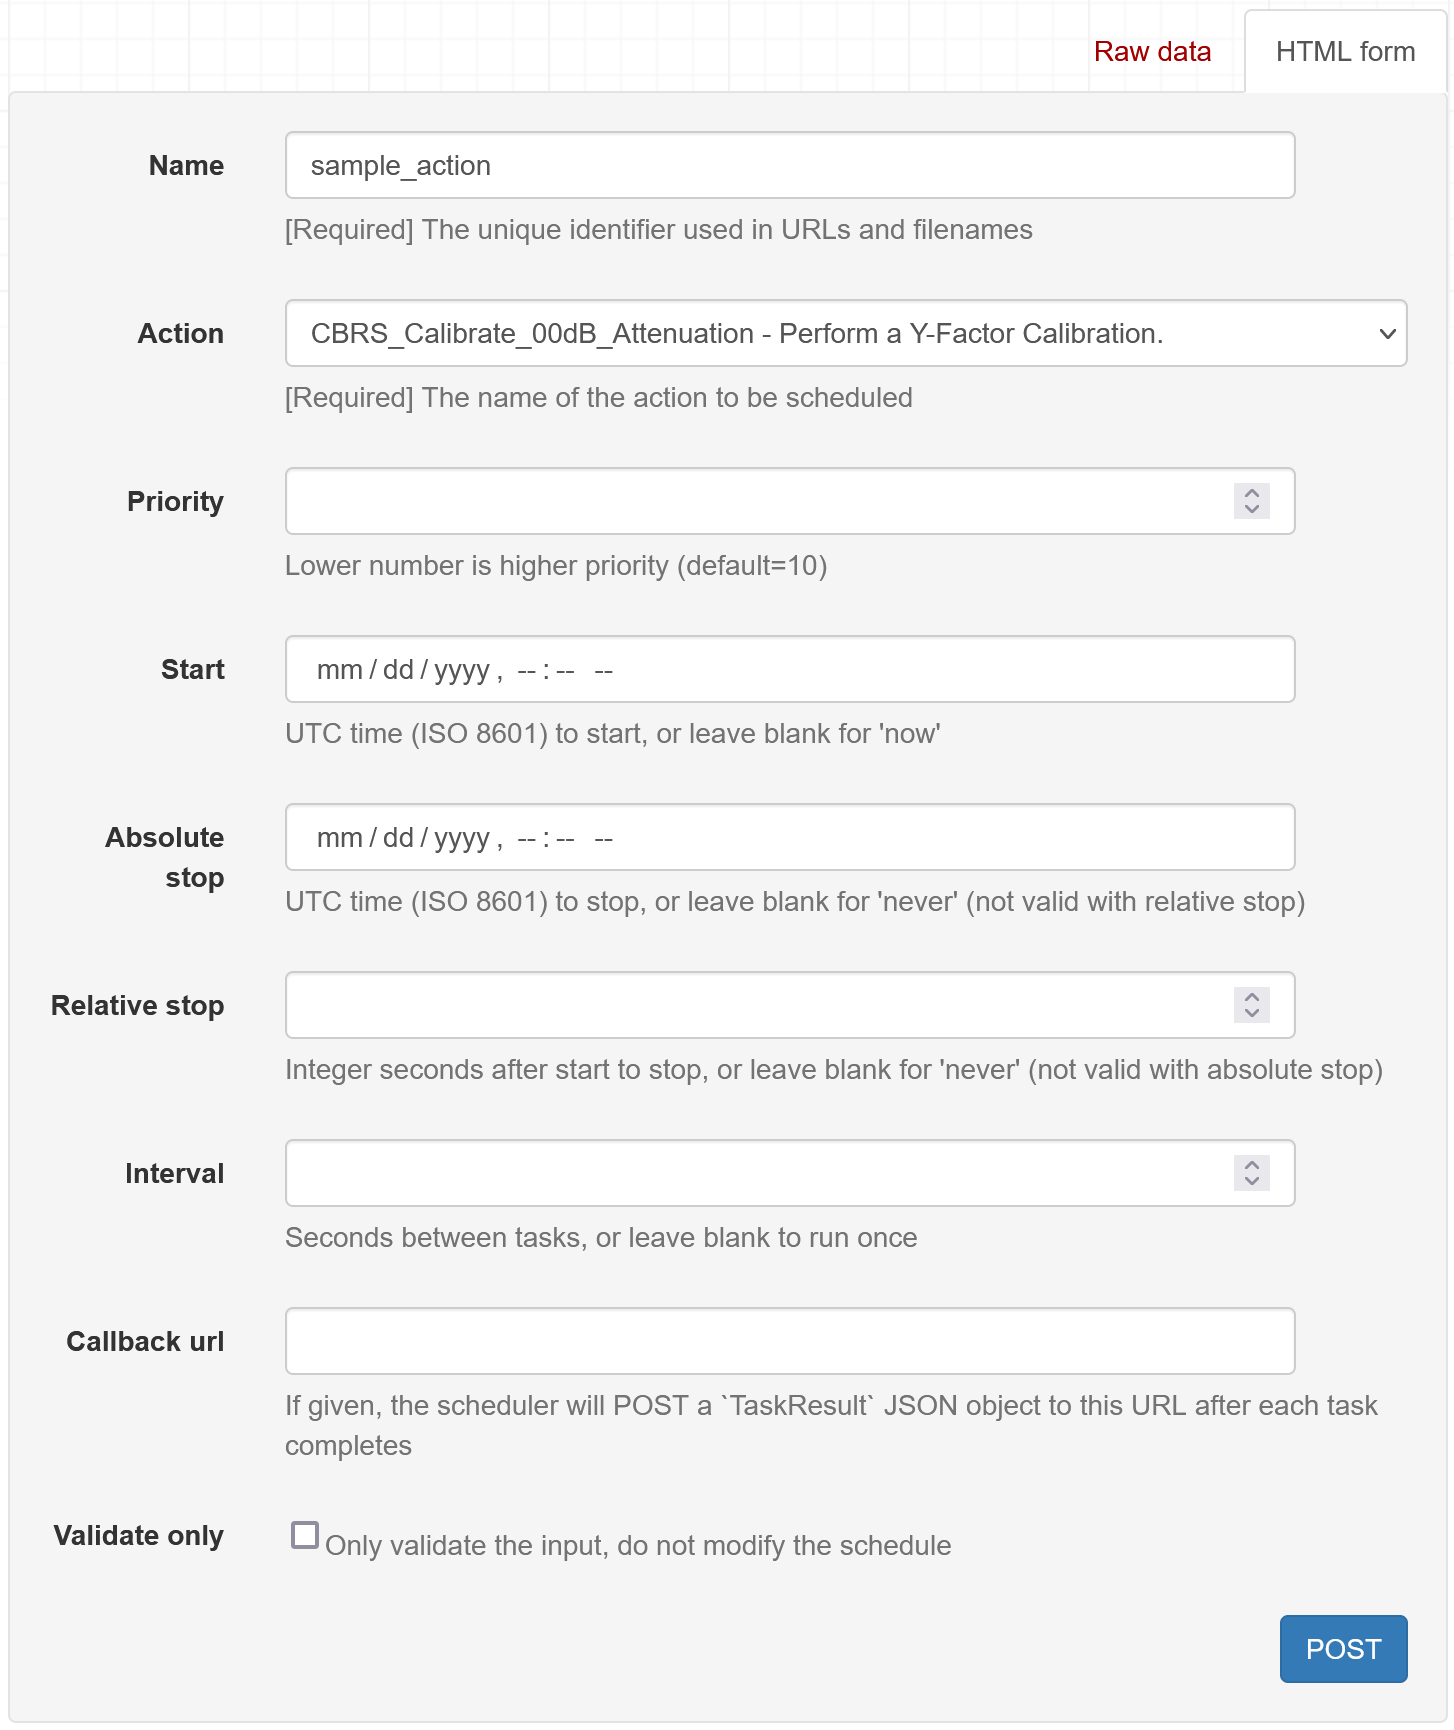 Raw data
HTML form
Name
sample_action
[Required] The unique identifier used in URLs and filenames
Action
CBRS_Calibrate_00dB_Attenuation - Perform a Y-Factor Calibration.
[Required] The name of the action to be scheduled
Priority
Lower number is higher priority (default=10)
Start
mm / dd / yyyy , -- : -- --
UTC time (ISO 8601) to start, or leave blank for 'now'
Absolute
stop
mm / dd / yyyy , -- : -- --
UTC time (ISO 8601) to stop, or leave blank for 'never' (not valid with relative stop)
Relative stop
Integer seconds after start to stop, or leave blank for 'never' (not valid with absolute stop)
Interval
Seconds between tasks, or leave blank to run once
Callback url
If given, the scheduler will POST a `TaskResult` JSON object to this URL after each task
completes
Validate only
Only validate the input, do not modify the schedule
POST